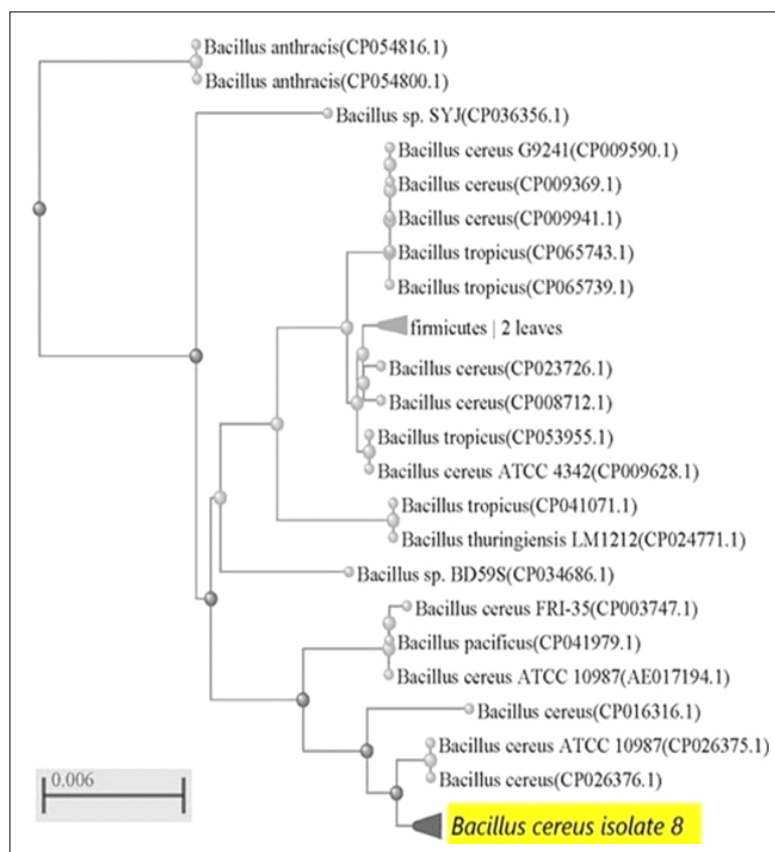 Bacillus anthracis(CP054816.1)
Bacillus anthracis(CP054800.1)
Bacillus sp. SYJ(CP036356.1)
Bacillus cereus G9241(CP009590.1)
Bacillus cereus(CP009369.1)
Bacillus cereus(CP009941.1)
Bacillus tropicus(CP065743.1)
Bacillus tropicus(CP065739.1)
firmicutes | 2 leaves
Bacillus cereus(CP023726.1)
Bacillus cereus(CP008712.1)
Bacillus tropicus(CP053955.1)
Bacillus cereus ATCC 4342(CP009628.1)
Bacillus tropicus(CP041071.1)
Bacillus thuringiensis LM1212(CP024771.1)
Bacillus sp. BD59S(CP034686.1)
Bacillus cereus FRI-35(CP003747.1)
Bacillus pacificus(CP041979.1)
Bacillus cereus ATCC 10987(AE017194.1)
Bacillus cereus(CP016316.1)
Bacillus cereus ATCC 10987(CP026375.1)
Bacillus cereus(CP026376.1)
Bacillus cereus isolate 8
0.006